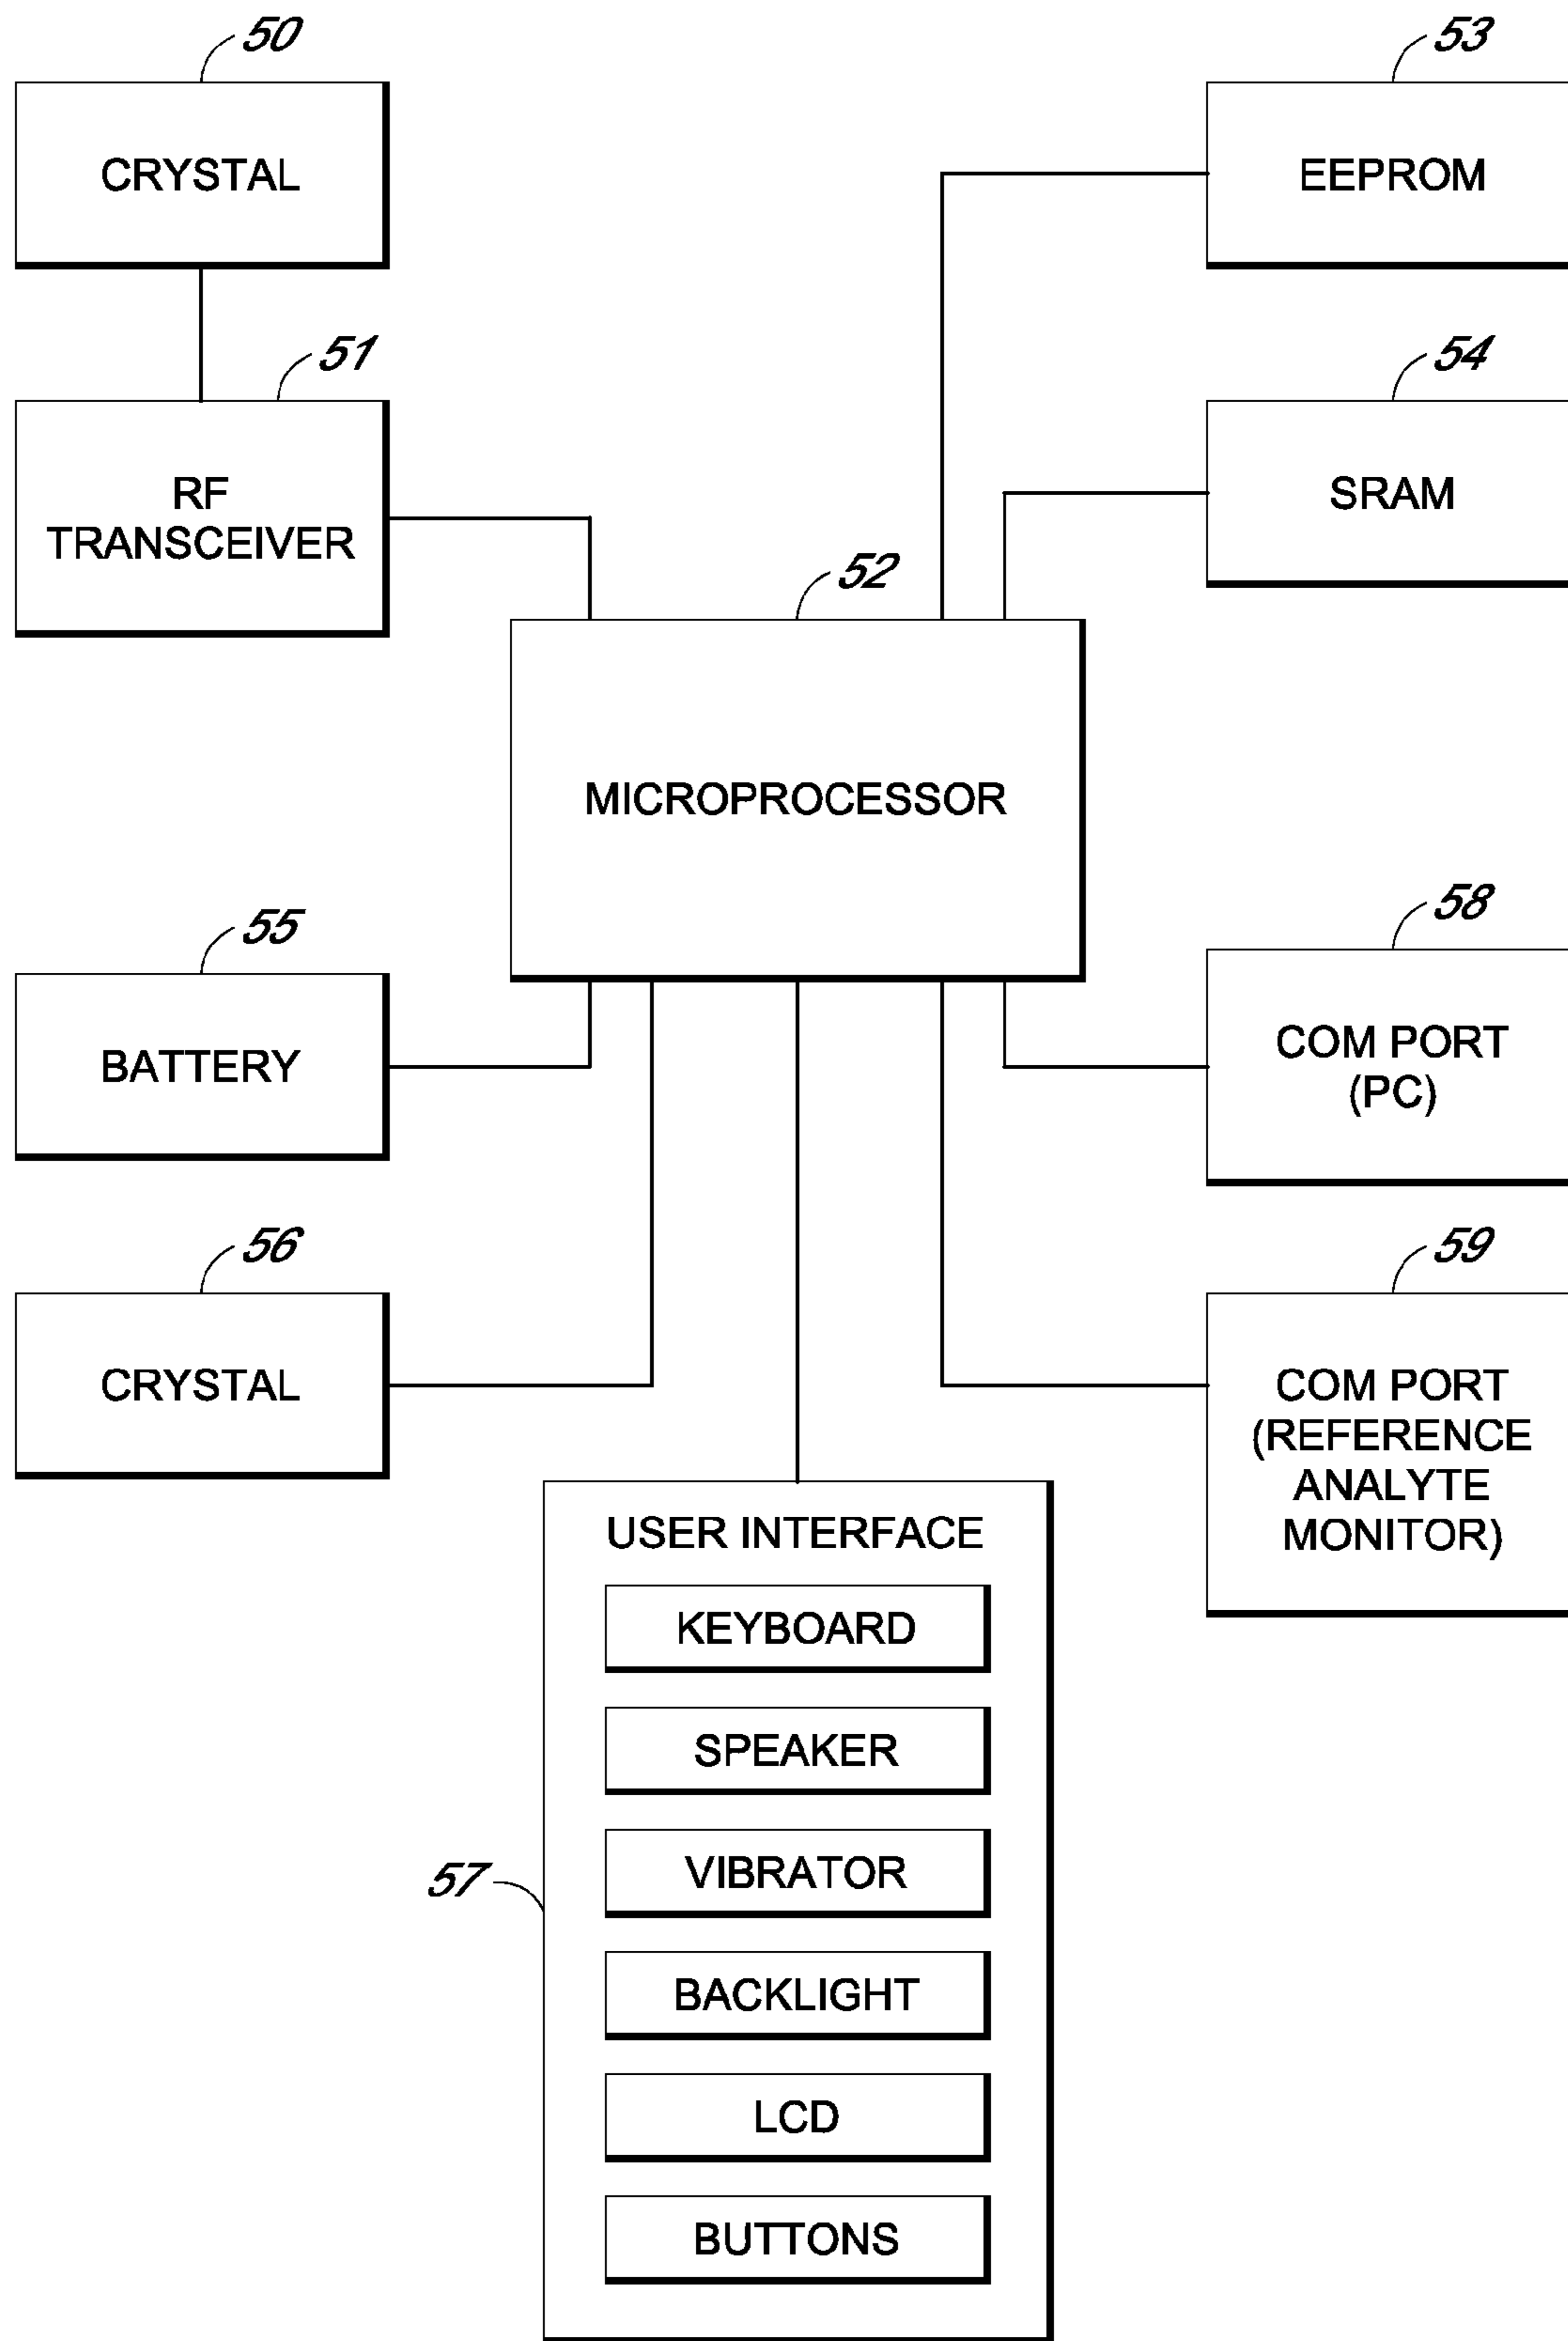 50
CRYSTAL
53
EEPROM
51
RF
TRANSCEIVER
54
SRAM
52
MICROPROCESSOR
55
BATTERY
58
COM PORT
(PC)
56
CRYSTAL
59
COM PORT
(REFERENCE
ANALYTE
MONITOR)
57
USER INTERFACE
KEYBOARD
SPEAKER
VIBRATOR
BACKLIGHT
LCD
BUTTONS